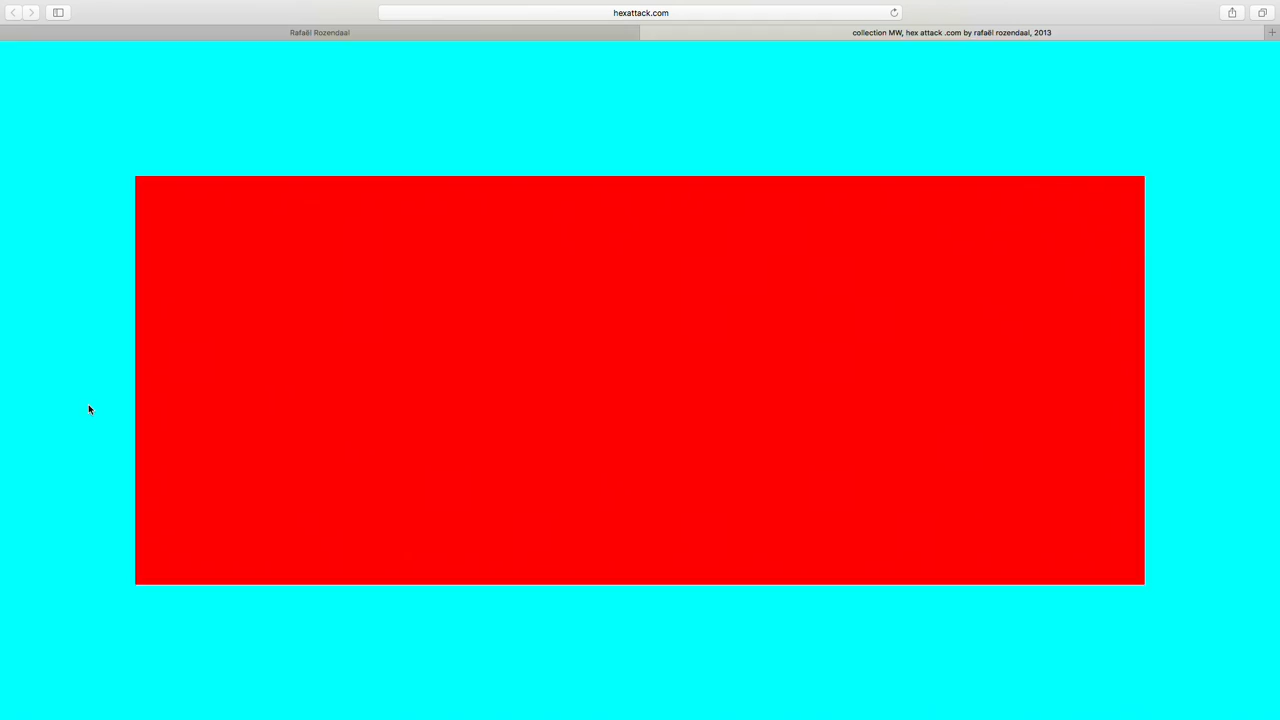 hexattack.com
Rafaël Rozendaal
collection MW, hex attack .com by rafaël rozendaal, 2013